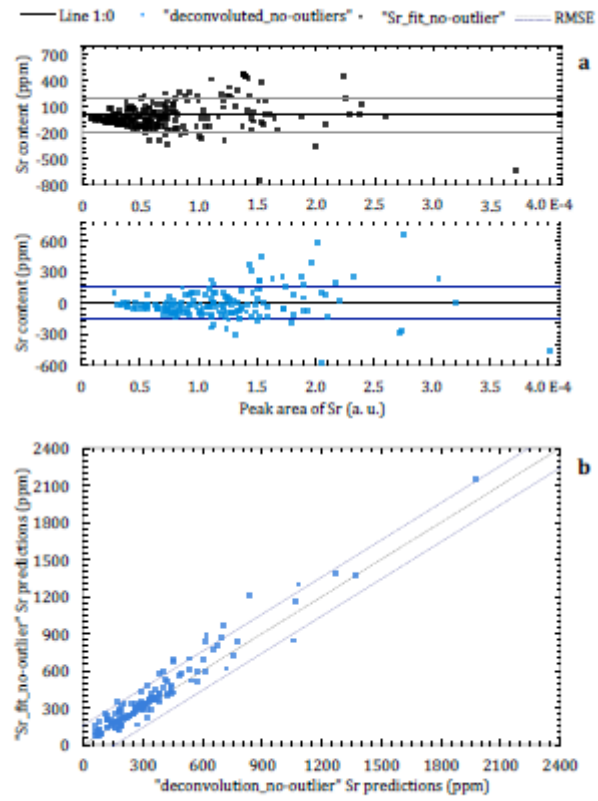 Line 1:0 "deconvoluted_no-outliers" "Sr_fit_no-outlier" RMSE
a
Sr content (ppm)
700
400
100
-200
-500
-800
0 0.5 1.0 1.5 2.0 2.5 3.0 3.5 4.0 E-4
Sr content (ppm)
600
300
0
-300
-600
0 0.5 1.0 1.5 2.0 2.5 3.0 3.5 4.0 E-4
Peak area of Sr (a. u.)
b
"Sr_fit_no-outlier" Sr predictions (ppm)
2400
2100
1800
1500
1200
900
600
300
0
0 300 600 900 1200 1500 1800 2100 2400
"deconvolution_no-outlier" Sr predictions (ppm)